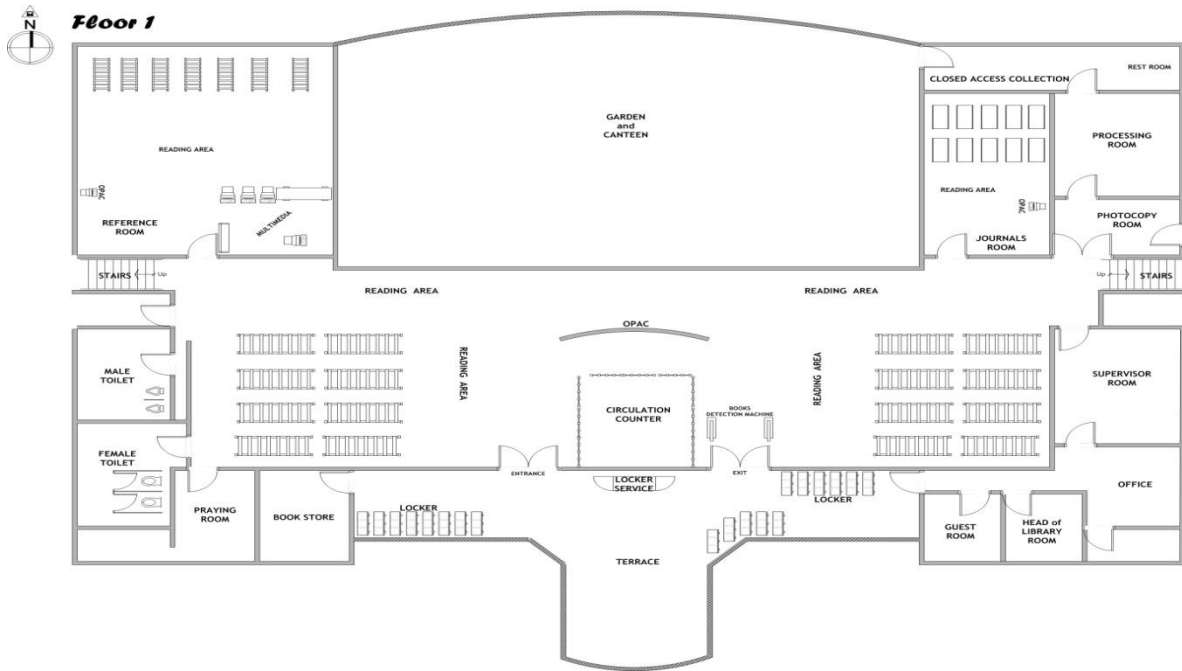 N
Floor 1
CLOSED ACCESS COLLECTION
REST ROOM
GARDEN
and
CANTEEN
PROCESSING
ROOM
READING AREA
READING AREA
OPAC
OPAC
MULTIMEDIA
REFERENCE
ROOM
PHOTOCOPY
ROOM
JOURNALS
ROOM
STAIRS
Up
Up
STAIRS
READING AREA
READING AREA
OPAC
READING AREA
READING AREA
MALE
TOILET
SUPERVISOR
ROOM
CIRCULATION
COUNTER
BOOKS
DETECTION MACHINE
FEMALE
TOILET
ENTRANCE
EXIT
LOCKER
SERVICE
OFFICE
LOCKER
LOCKER
PRAYING
ROOM
BOOK STORE
GUEST
ROOM
HEAD of
LIBRARY
ROOM
TERRACE